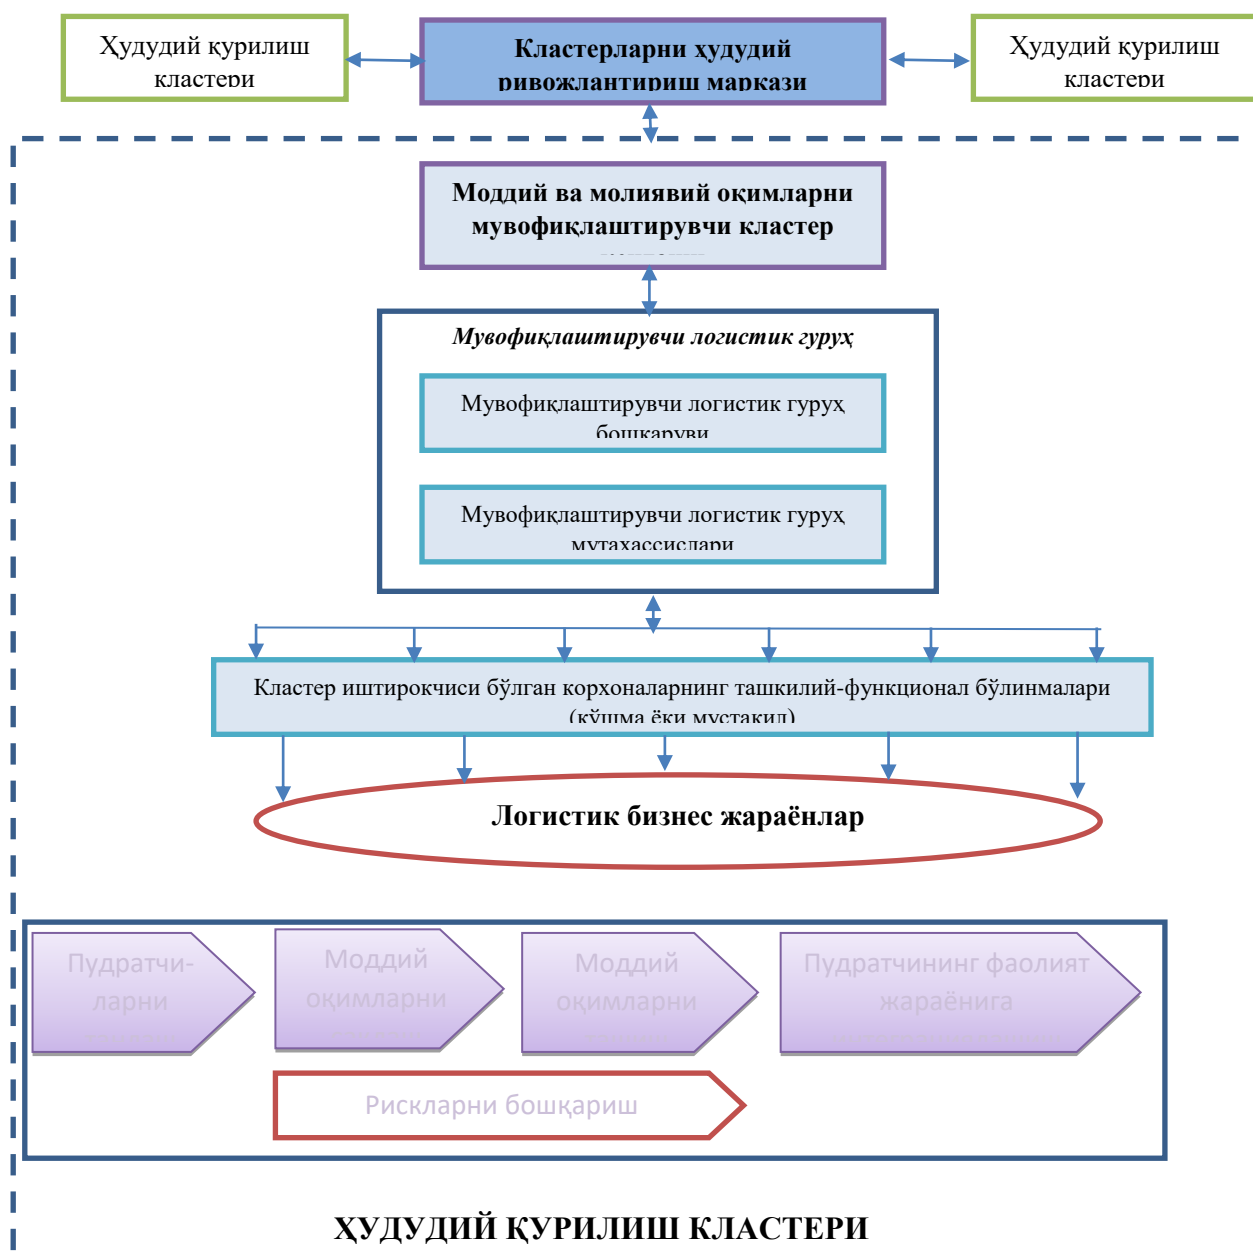 Ҳудудий қурилиш
кластери
Кластерларни ҳудудий
ривожлантириш маркази
Ҳудудий қурилиш
кластери
Моддий ва молиявий оқимларни
мувофиқлаштирувчи кластер
Мувофиқлаштирувчи логистик гуруҳ
Мувофиқлаштирувчи логистик гуруҳ
бошқаруви
Мувофиқлаштирувчи логистик гуруҳ
мутахассислари
Кластер иштирокчиси бўлган корхоналарнинг ташкилий-функционал бўлинмалари
(қўшма ёки мустақил)
Логистик бизнес жараёнлар
Пудратчи-
ларни
Моддий
оқимларни
Моддий
оқимларни
Пудратчининг фаолият
жараёнига
Рискларни бошқариш
ҲУДУДИЙ ҚУРИЛИШ КЛАСТЕРИ